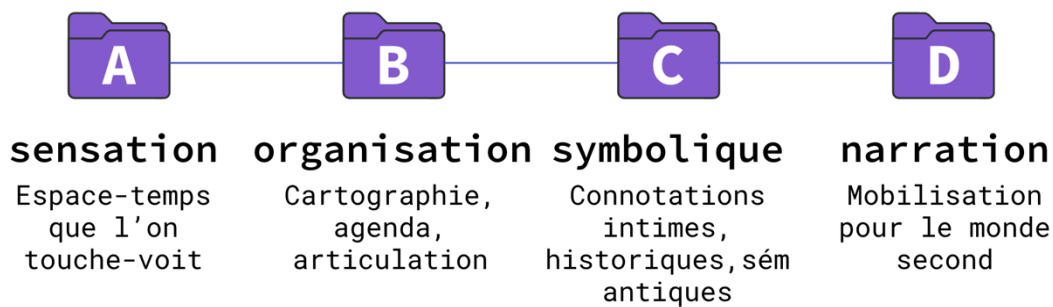 A
B
C
D
sensation
Espace-temps
que l'on
touche-voit
organisation
Cartographie,
agenda,
articulation
symbolique
Connotations
intimes,
historiques,sém
antiques
narration
Mobilisation
pour le monde
second